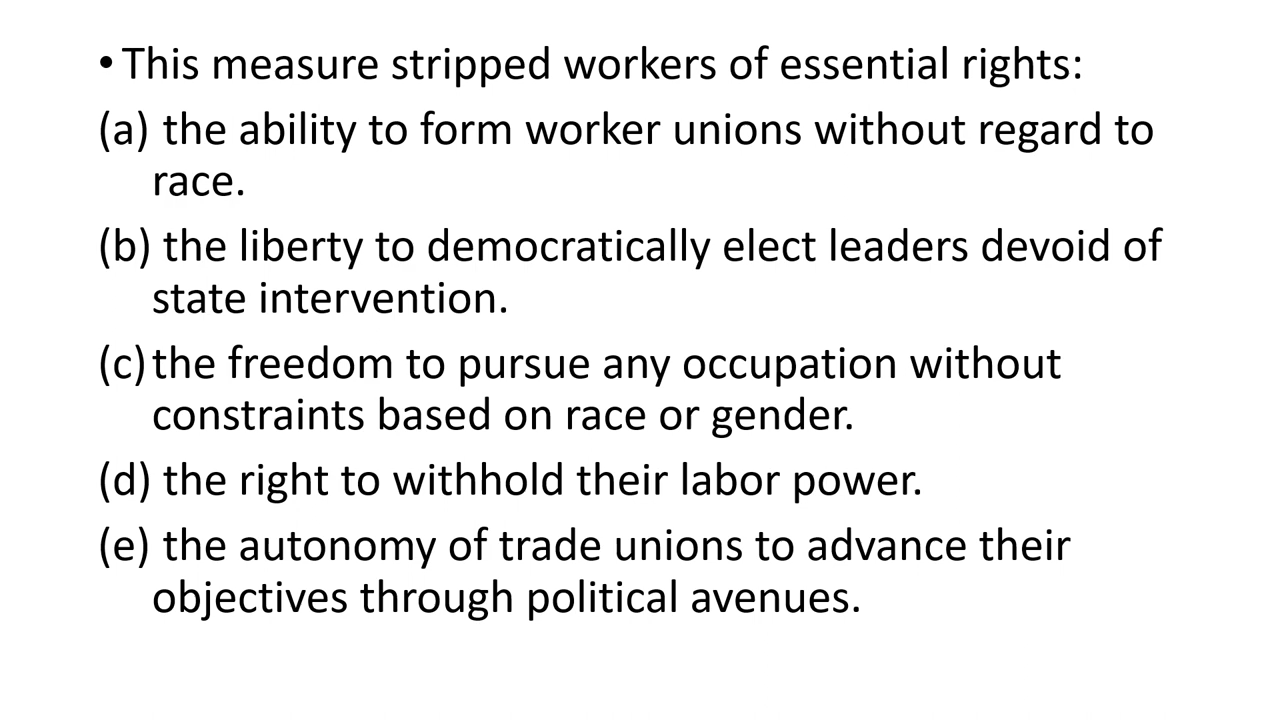 • This measure stripped workers of essential rights:
(a) the ability to form worker unions without regard to
race.
(b) the liberty to democratically elect leaders devoid of
state intervention.
(c) the freedom to pursue any occupation without
constraints based on race or gender.
(d) the right to withhold their labor power.
(e) the autonomy of trade unions to advance their
objectives through political avenues.